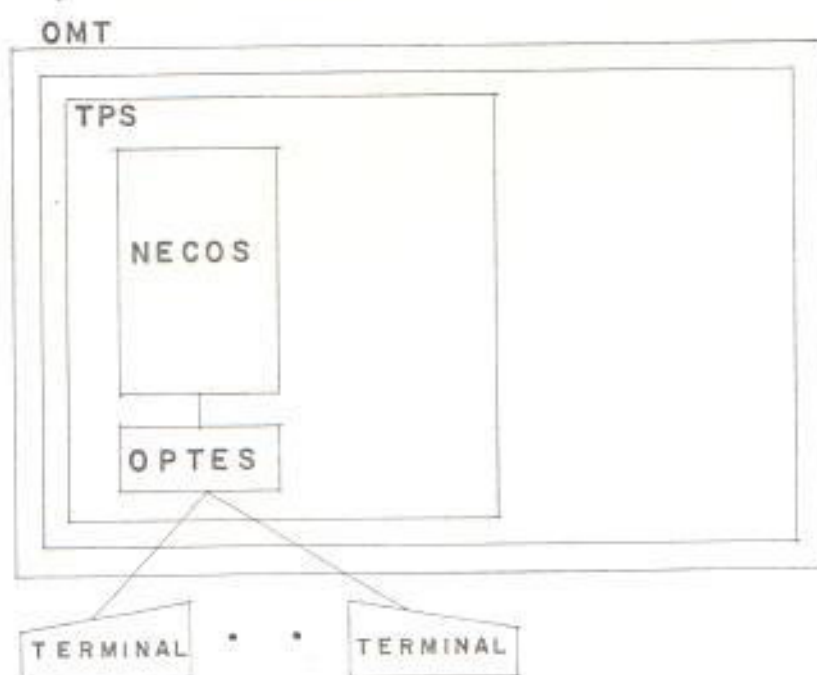 OMT
TPS
NECOS
OPTES
TERMINAL . . TERMINAL